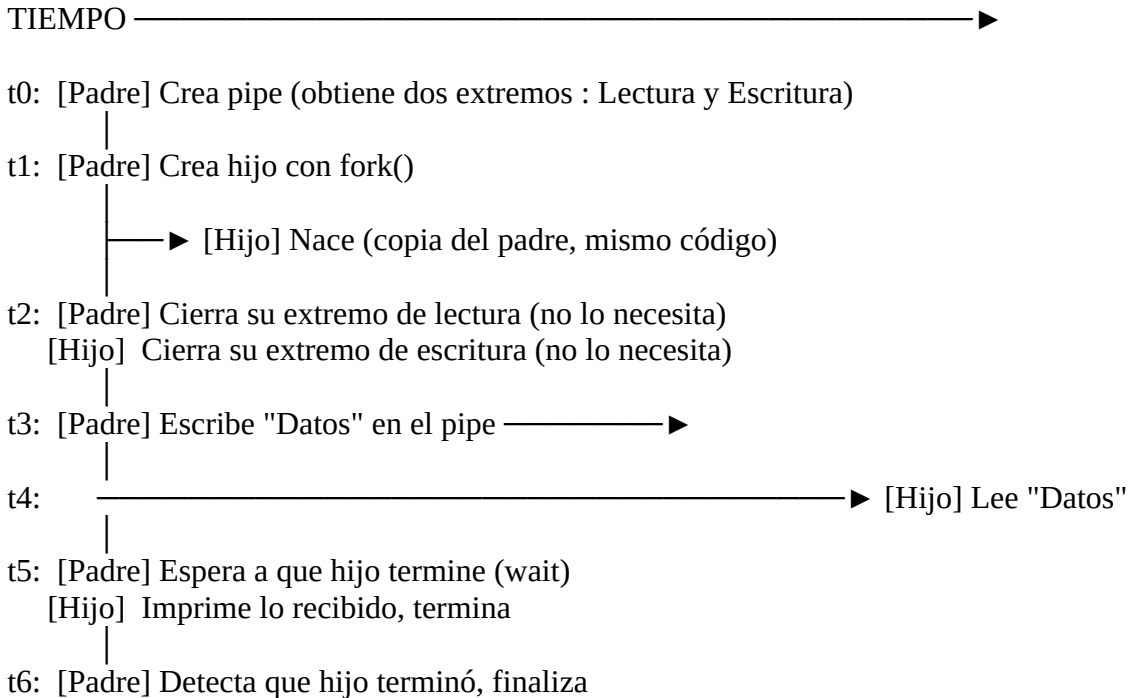 TIEMPO ─────────────────────────────────────►
t0: [Padre] Crea pipe (obtiene dos extremos : Lectura y Escritura)
t1: [Padre] Crea hijo con fork()
├──► [Hijo] Nace (copia del padre, mismo código)
t2: [Padre] Cierra su extremo de lectura (no lo necesita)
[Hijo] Cierra su extremo de escritura (no lo necesita)
t3: [Padre] Escribe "Datos" en el pipe ───────►
t4: ─────────────────────────────────► [Hijo] Lee "Datos"
t5: [Padre] Espera a que hijo termine (wait)
[Hijo] Imprime lo recibido, termina
t6: [Padre] Detecta que hijo terminó, finaliza